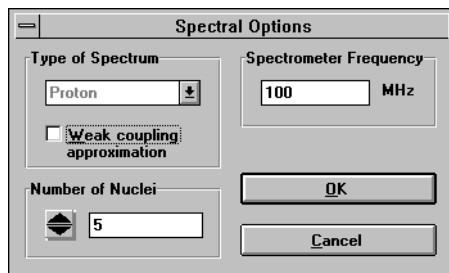 Spectral Options
Type of Spectrum
Proton
Weak coupling
approximation
Number of Nuclei
5
Spectrometer Frequency
100 MHz
OK
Cancel